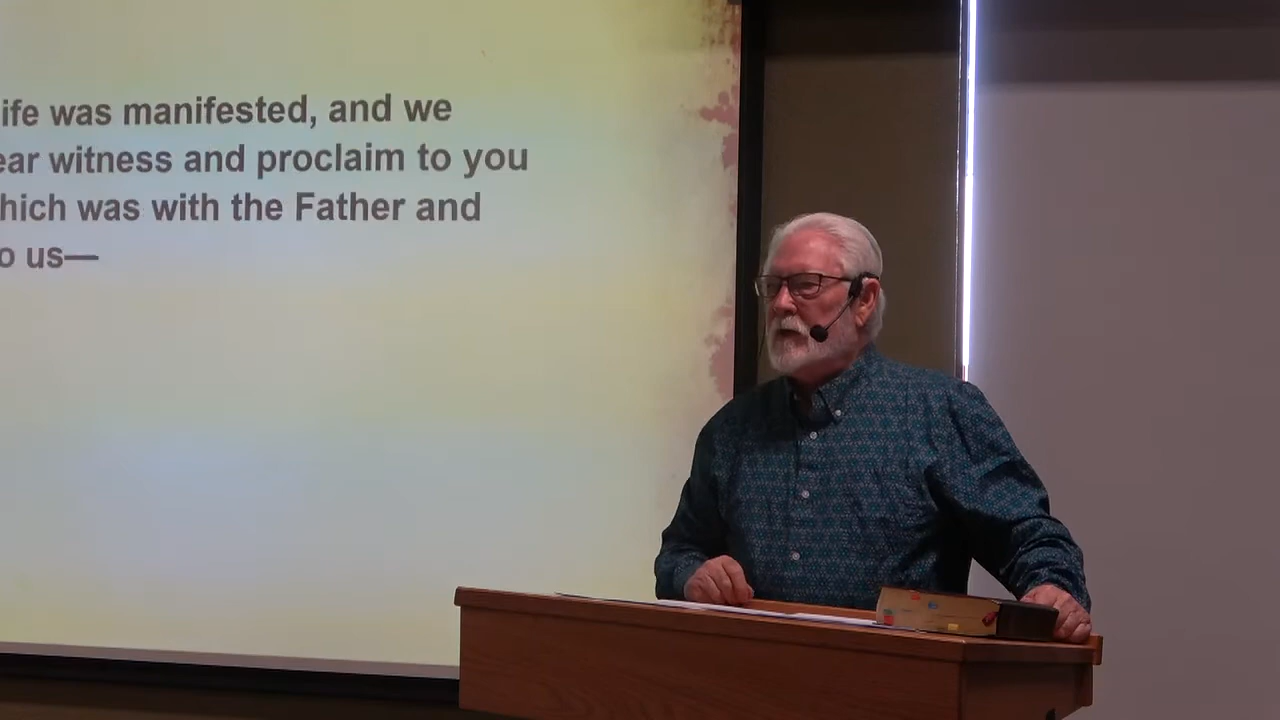 ife was manifested, and we
ear witness and proclaim to you
hich was with the Father and
o us—